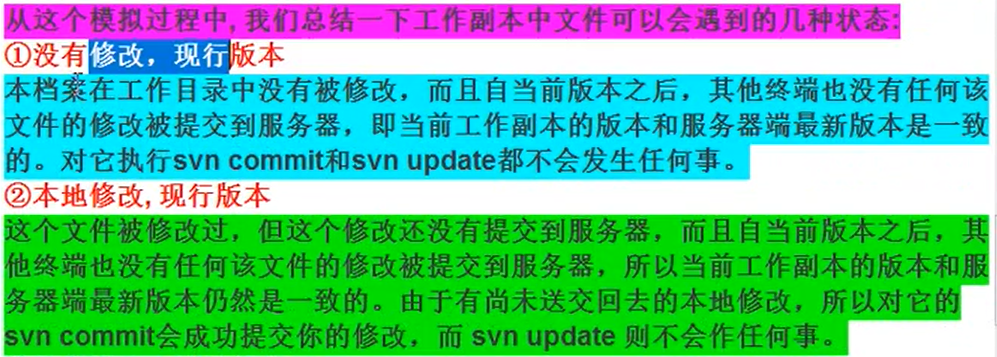 从这个模拟过程中,我们总结一下工作副本中文件可以会遇到的几种状态:
①没有修改，现行版本
本档案在工作目录中没有被修改，而且自当前版本之后，其他终端也没有任何该
文件的修改被提交到服务器，即当前工作副本的版本和服务器端最新版本是一致
的。对它执行svn commit和svn update都不会发生任何事。
②本地修改,现行版本
这个文件被修改过，但这个修改还没有提交到服务器，而且自当前版本之后，其
他终端也没有任何该文件的修改被提交到服务器，所以当前工作副本的版本和服
务器端最新版本仍然是一致的。由于有尚未送交回去的本地修改，所以对它的
svn commit会成功提交你的修改，而 svn update 则不会作任何事。